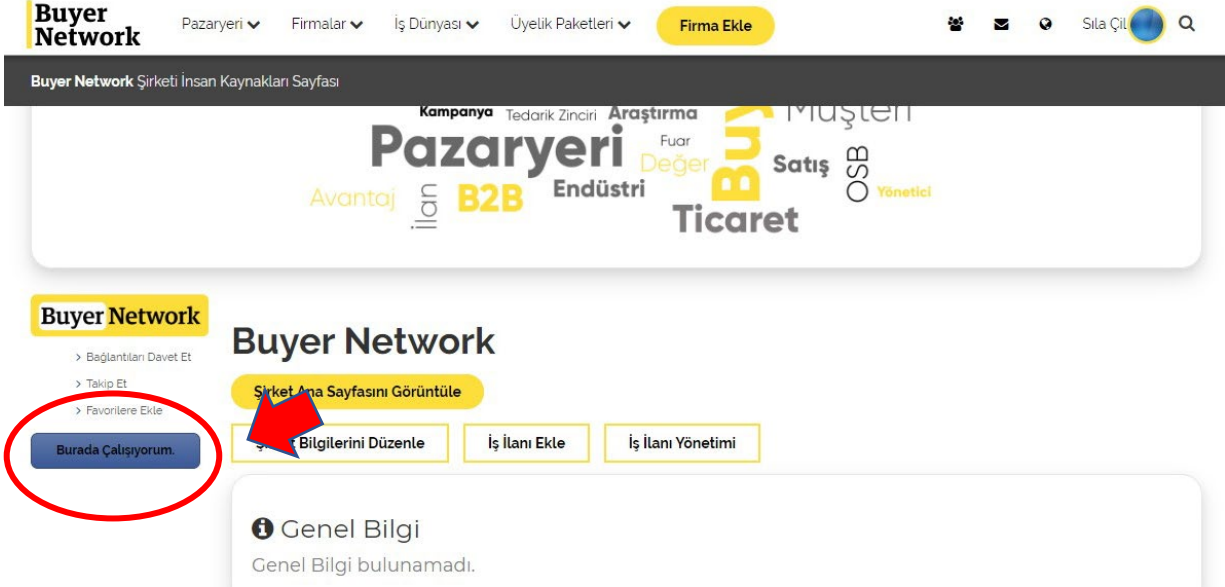 Buyer Network
Pazaryeri Firmalar İş Dünyası Üyelik Paketleri Firma Ekle Sıla Çil
Buyer Network Şirketi İnsan Kaynakları Sayfası
Kampanya Tedarik Zinciri Araştırma Buy Müşteri
Pazaryeri Fuar Değer Satış OSB Yönetici
Avantaj İlan B2B Endüstri
Ticaret
Buyer Network
Buyer Network
> Bağlantıları Davet Et
> Takip Et
> Favorilere Ekle
Burada Çalışıyorum.
Şirket Ana Sayfasını Görüntüle
Bilgilerini Düzenle İş İlanı Ekle İş İlanı Yönetimi
Genel Bilgi
Genel Bilgi bulunamadı.